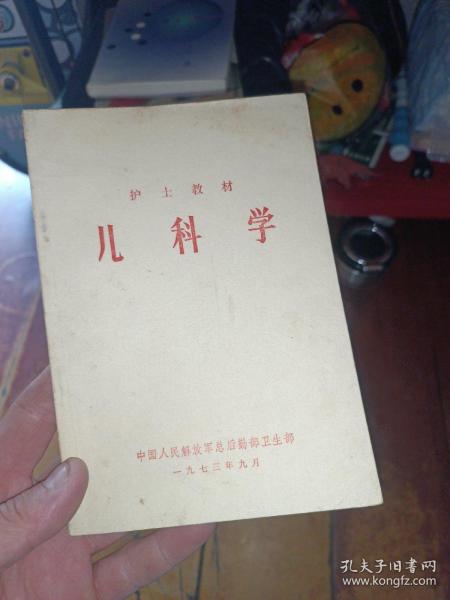 护士教材
儿科学
中国人民解放军总后勤部卫生部
一九七三年九月
孔夫子旧书网
www.kongfz.com